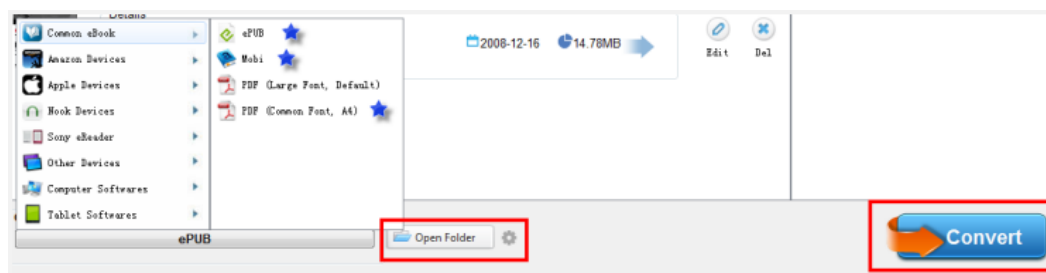 Details
Common eBook
Amazon Devices
Apple Devices
Nook Devices
Sony eReader
Other Devices
Computer Softwares
Tablet Softwares
ePUB
Mobi
PDF (Large Font, Default)
PDF (Common Font, A4)
2008-12-16 14.78MB
Edit Del
ePUB
Open Folder
Convert